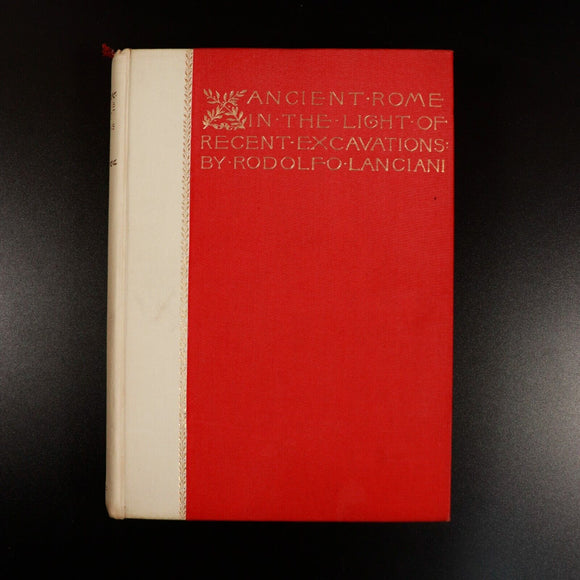 ANCIENT·ROME
IN·THE·LIGHT·OF
RECENT·EXCAVATIONS:
BY·RODOLFO·LANCIANI